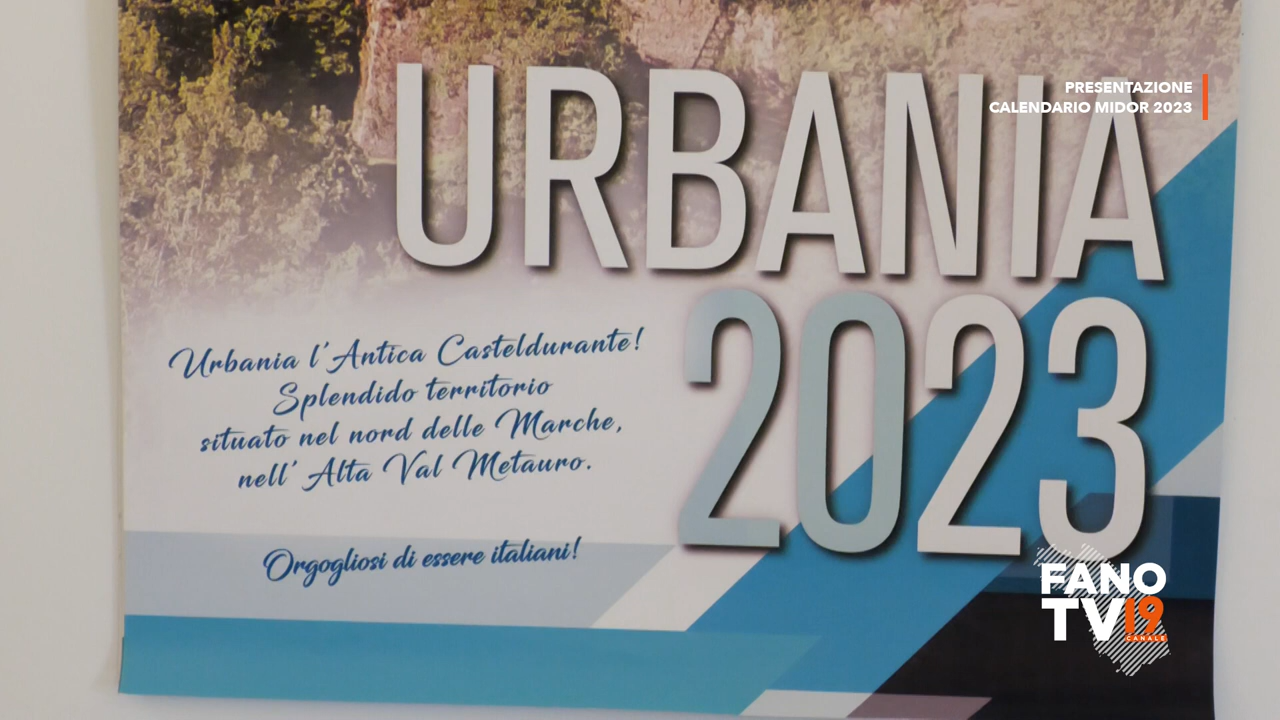 PRESENTAZIONE
CALENDARIO MIDOR 2023
URBANIA
2023
Urbania l'Antica Casteldurante!
Splendido territorio
situato nel nord delle Marche,
nell' Alta Val Metauro.
Orgogliosi di essere italiani!
FANO
TV19
CANALE